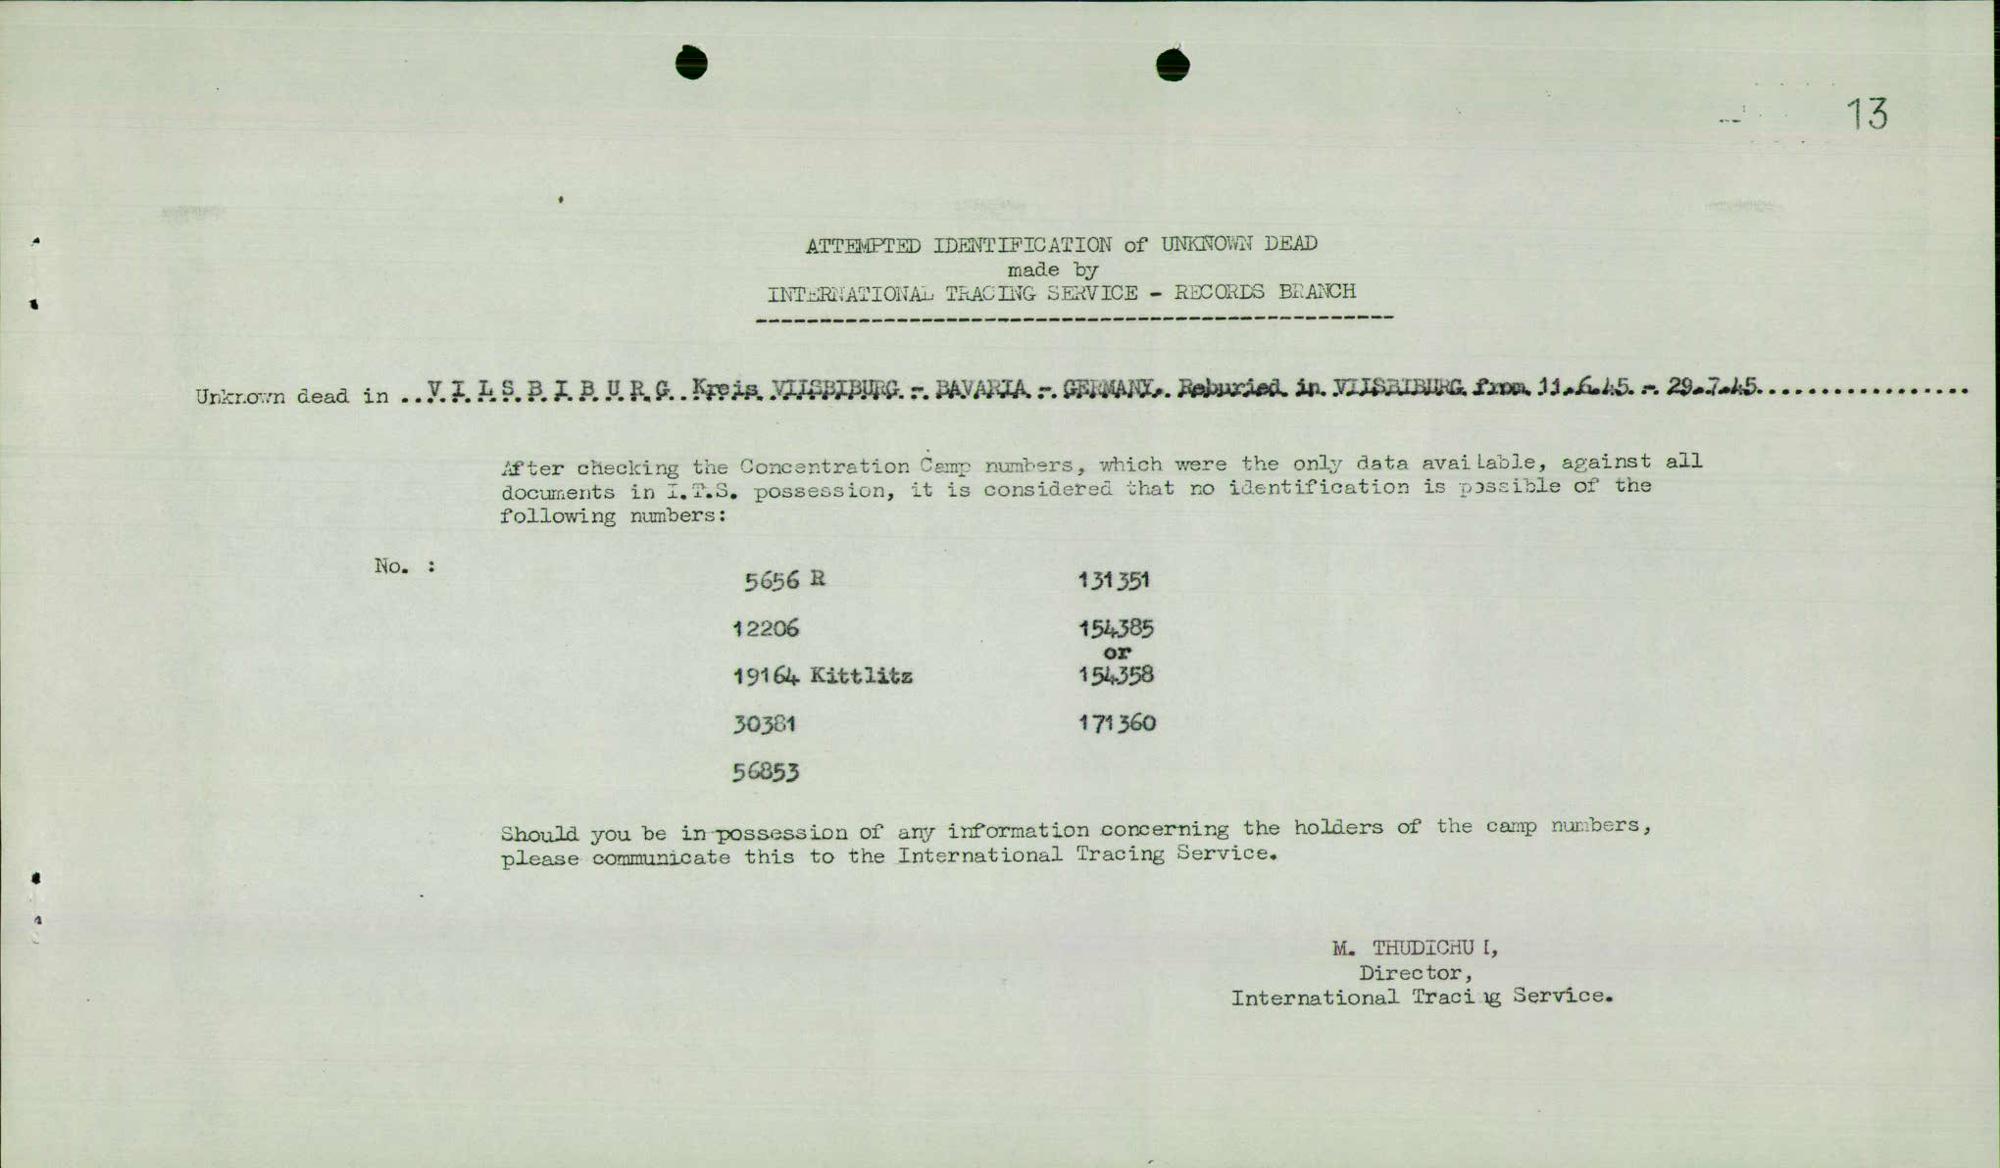 13
ATTEMPTED IDENTIFICATION of UNKNOWN DEAD
made by
INTERNATIONAL TRACING SERVICE - RECORDS BRANCH
Unknown dead in ..V.I.L.S.B.I.B.U.R.G..Kreis VILSBIBURG - BAVARIA - GERMANY. Reburied in VILSBIBURG from 11.6.45. - 29.7.45.................
After checking the Concentration Camp numbers, which were the only data available, against all
documents in I.T.S. possession, it is considered that no identification is possible of the
following numbers:
No. :
5656 R 131351
12206 154385
or
19164 Kittlitz 154358
30381 171360
56853
Should you be in possession of any information concerning the holders of the camp numbers,
please communicate this to the International Tracing Service.
M. THUDICHUM,
Director,
International Tracing Service.